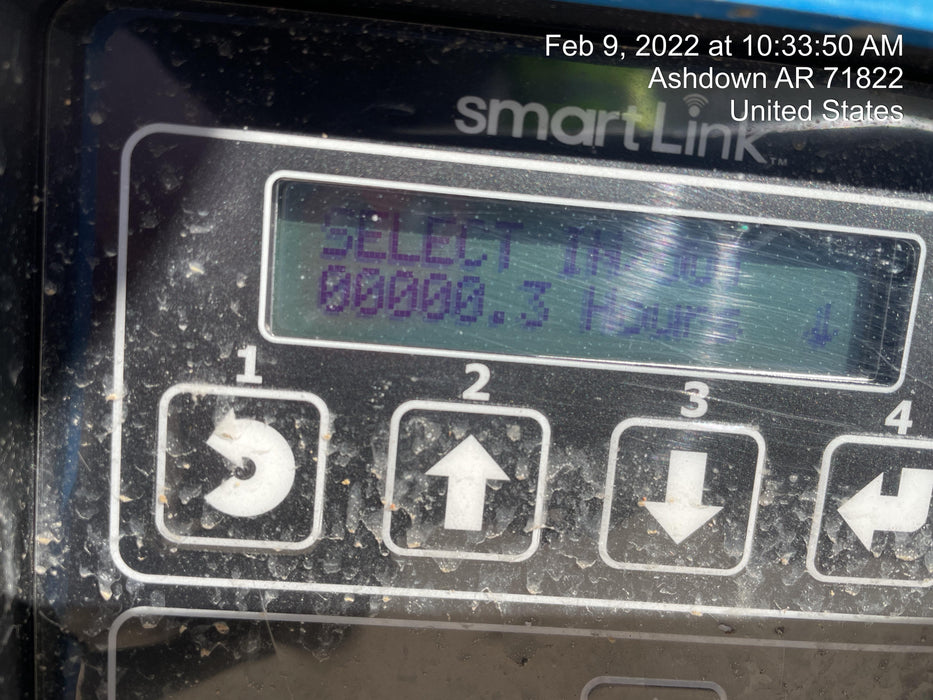 Feb 9, 2022 at 10:33:50 AM
Ashdown AR 71822
United States
smartLink™
SELECT
00000.3 Hours ↓
1
2
3
4